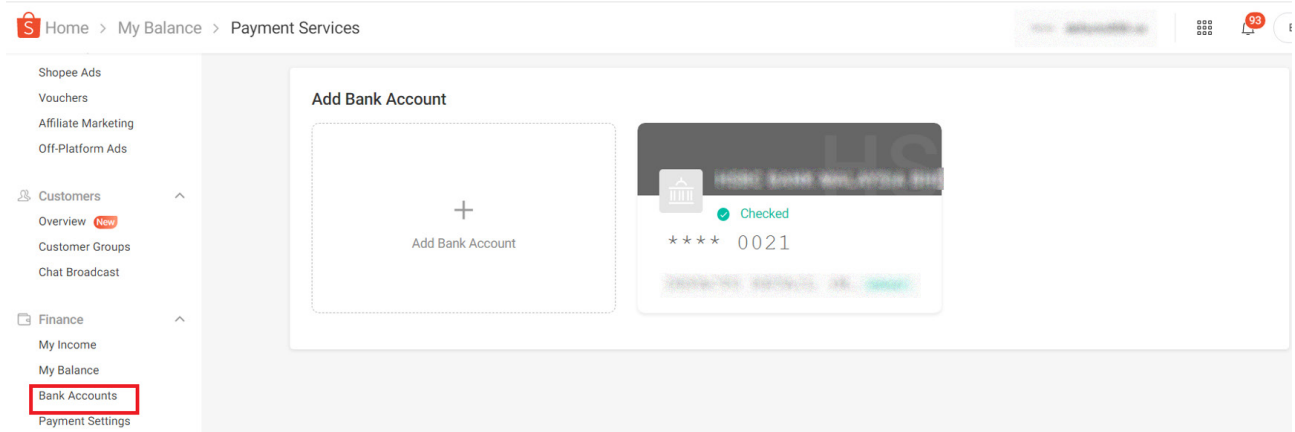 Home > My Balance > Payment Services
93
Shopee Ads
Vouchers
Affiliate Marketing
Off-Platform Ads
Customers
Overview New
Customer Groups
Chat Broadcast
Finance
My Income
My Balance
Bank Accounts
Payment Settings
Add Bank Account
+
Add Bank Account
HS
Checked
**** 0021